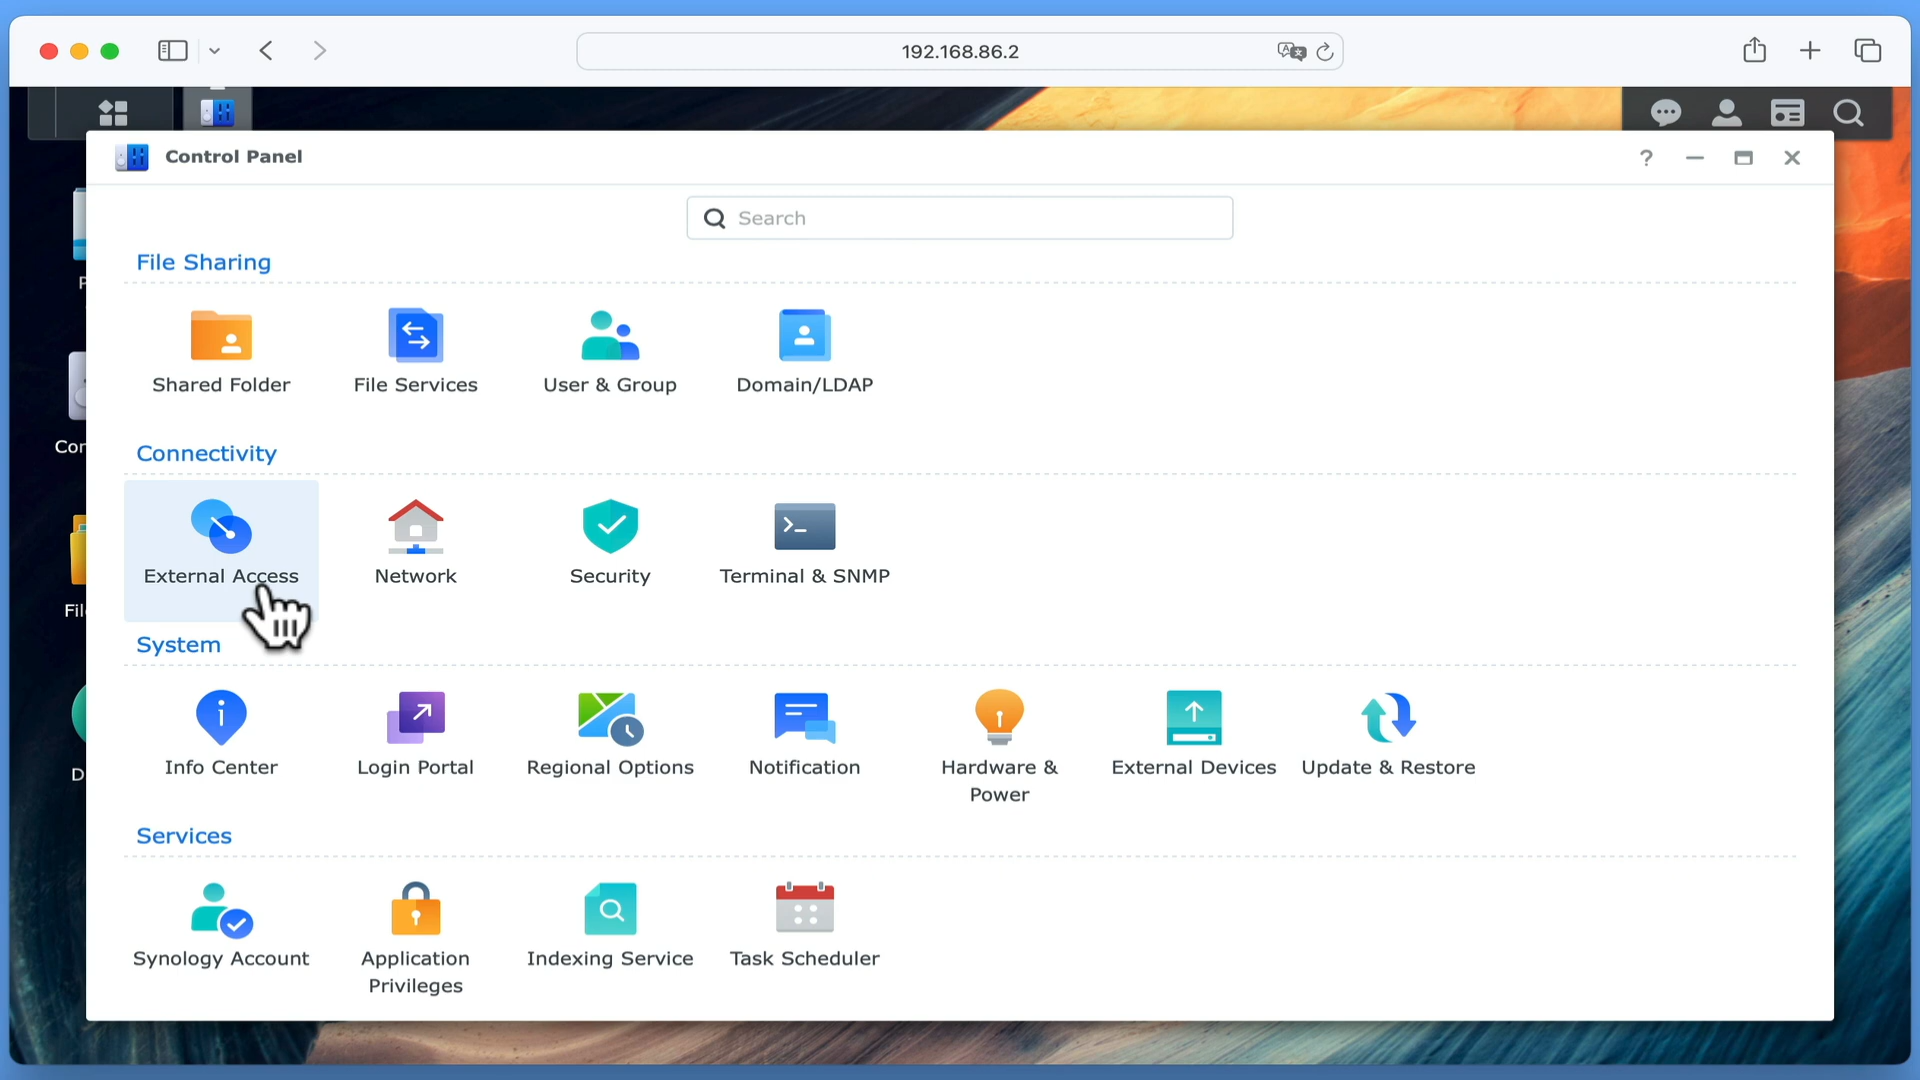 192.168.86.2
Control Panel
Search
File Sharing
Shared Folder
File Services
User & Group
Domain/LDAP
Connectivity
External Access
Network
Security
Terminal & SNMP
System
Info Center
Login Portal
Regional Options
Notification
Hardware &
Power
External Devices
Update & Restore
Services
Synology Account
Application
Privileges
Indexing Service
Task Scheduler
P
Con
File
D